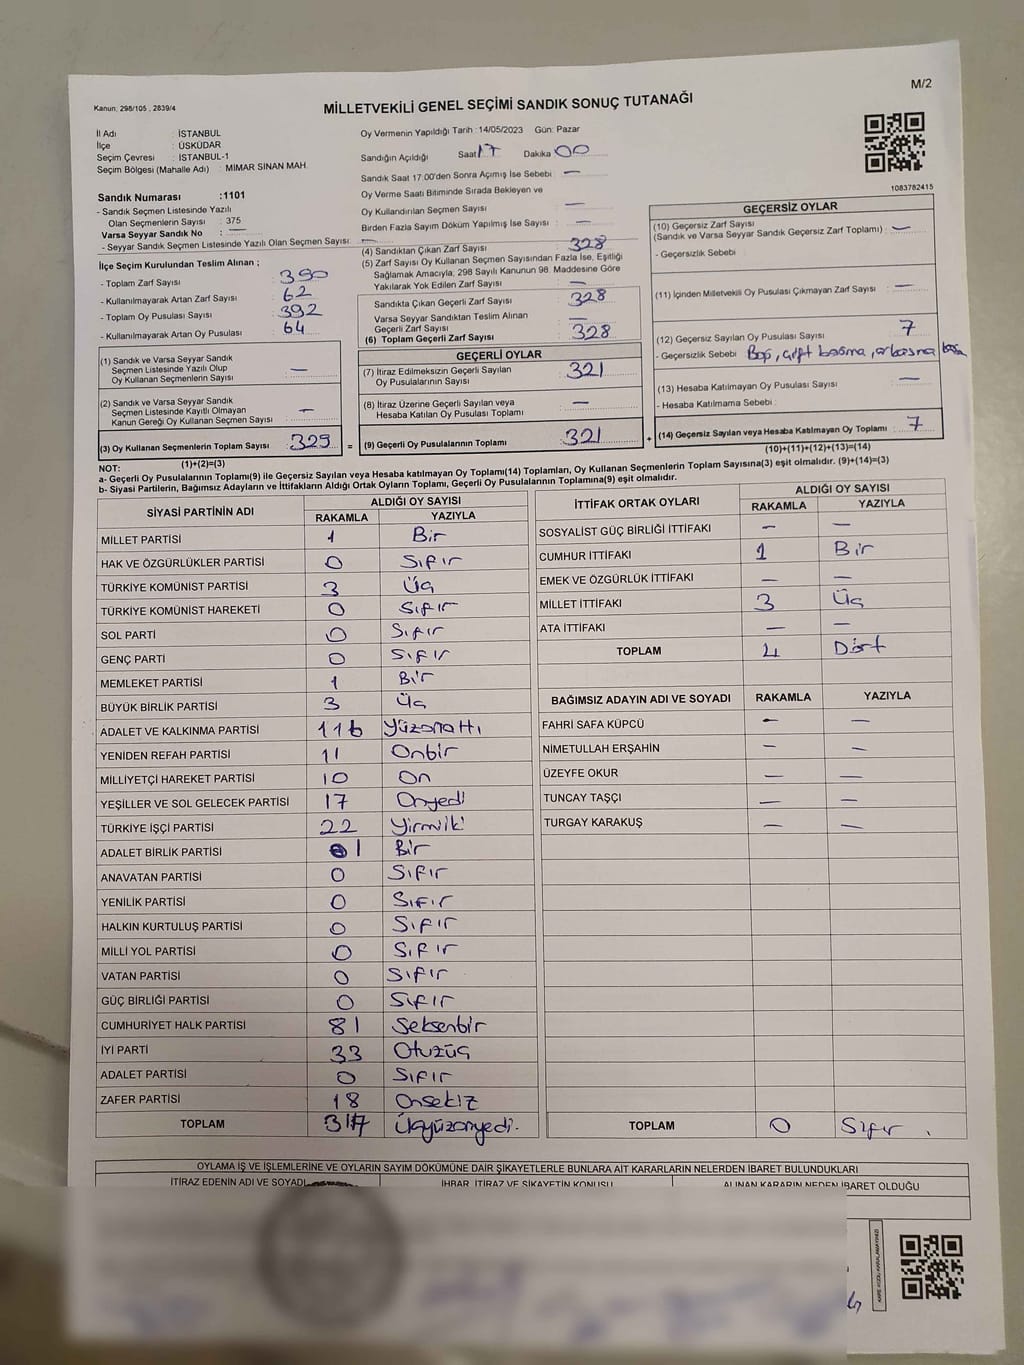 Kanun: 298/105 , 2839/4
MİLLETVEKİLİ GENEL SEÇİMİ SANDIK SONUÇ TUTANAĞI
M/2
İl Adı : İSTANBUL
İlçe : ÜSKÜDAR
Seçim Çevresi : İSTANBUL-1
Seçim Bölgesi (Mahalle Adı) : MİMAR SİNAN MAH.
Sandık Numarası :1101
- Sandık Seçmen Listesinde Yazılı
Olan Seçmenlerin Sayısı : 375
Varsa Seyyar Sandık No : —
- Seyyar Sandık Seçmen Listesinde Yazılı Olan Seçmen Sayısı: —
İlçe Seçim Kurulundan Teslim Alınan ;
- Toplam Zarf Sayısı : 390
- Kullanılmayarak Artan Zarf Sayısı : 62
- Toplam Oy Pusulası Sayısı : 392
- Kullanılmayarak Artan Oy Pusulası : 64
(1) Sandık ve Varsa Seyyar Sandık
Seçmen Listesinde Yazılı Olup
Oy Kullanan Seçmenlerin Sayısı : —
(2) Sandık ve Varsa Seyyar Sandık
Seçmen Listesinde Kayıtlı Olmayan
Kanun Gereği Oy Kullanan Seçmen Sayısı : —
(3) Oy Kullanan Seçmenlerin Toplam Sayısı :
(1)+(2)=(3)
Oy Vermenin Yapıldığı Tarih : 14/05/2023 Gün: Pazar
Sandığın Açıldığı Saat 17 Dakika 00
Sandık Saat 17:00'den Sonra Açımış İse Sebebi : —
Oy Verme Saati Bitiminde Sırada Bekleyen ve
Oy Kullandırılan Seçmen Sayısı : —
Birden Fazla Sayım Döküm Yapılmış İse Sayısı : —
(4) Sandıktan Çıkan Zarf Sayısı : 328
(5) Zarf Sayısı Oy Kullanan Seçmen Sayısından Fazla İse, Eşitliği
Sağlamak Amacıyla, 298 Sayılı Kanunun 98. Maddesine Göre
Yakılarak Yok Edilen Zarf Sayısı : —
Sandıkta Çıkan Geçerli Zarf Sayısı : 328
Varsa Seyyar Sandıktan Teslim Alınan
Geçerli Zarf Sayısı : —
(6) Toplam Geçerli Zarf Sayısı : 328
GEÇERLİ OYLAR
(7) İtiraz Edilmeksizin Geçerli Sayılan
Oy Pusulalarının Sayısı : 321
(8) İtiraz Üzerine Geçerli Sayılan veya
Hesaba Katılan Oy Pusulası Toplamı : —
= (9) Geçerli Oy Pusulalarının Toplamı : 321
1083782415
GEÇERSİZ OYLAR
(10) Geçersiz Zarf Sayısı
(Sandık ve Varsa Seyyar Sandık Geçersiz Zarf Toplamı) : —
- Geçersizlik Sebebi :
(11) İçinden Milletvekili Oy Pusulası Çıkmayan Zarf Sayısı : —
(12) Geçersiz Sayılan Oy Pusulası Sayısı : 7
- Geçersizlik Sebebi : Boş, çift basma,
(13) Hesaba Katılmayan Oy Pusulası Sayısı : —
- Hesaba Katılmama Sebebi :
+ (14) Geçersiz Sayılan veya Hesaba Katılmayan Oy Toplamı : 7
(10)+(11)+(12)+(13)=(14)
NOT:
a- Geçerli Oy Pusulalarının Toplamı(9) ile Geçersiz Sayılan veya Hesaba katılmayan Oy Toplamı(14) Toplamları, Oy Kullanan Seçmenlerin Toplam Sayısına(3) eşit olmalıdır. (9)+(14)=(3)
b- Siyasi Partilerin, Bağımsız Adayların ve İttifakların Aldığı Ortak Oyların Toplamı, Geçerli Oy Pusulalarının Toplamına(9) eşit olmalıdır.
SİYASİ PARTİNİN ADI ALDIĞI OY SAYISI
RAKAMLA YAZIYLA
MİLLET PARTİSİ 1 Bir
HAK VE ÖZGÜRLÜKLER PARTİSİ 0 Sıfır
TÜRKİYE KOMÜNİST PARTİSİ 3 Üç
TÜRKİYE KOMÜNİST HAREKETİ 0 Sıfır
SOL PARTİ 0 Sıfır
GENÇ PARTİ 0 Sıfır
MEMLEKET PARTİSİ 1 Bir
BÜYÜK BİRLİK PARTİSİ 3 Üç
ADALET VE KALKINMA PARTİSİ 116 Yüzonaltı
YENİDEN REFAH PARTİSİ 11 Onbir
MİLLİYETÇİ HAREKET PARTİSİ 10 On
YEŞİLLER VE SOL GELECEK PARTİSİ 17 Onyedi
TÜRKİYE İŞÇİ PARTİSİ 22 Yirmiiki
ADALET BİRLİK PARTİSİ 1 Bir
ANAVATAN PARTİSİ 0 Sıfır
YENİLİK PARTİSİ 0 Sıfır
HALKIN KURTULUŞ PARTİSİ 0 Sıfır
MİLLİ YOL PARTİSİ 0 Sıfır
VATAN PARTİSİ 0 Sıfır
GÜÇ BİRLİĞİ PARTİSİ 0 Sıfır
CUMHURİYET HALK PARTİSİ 81 Seksenbir
İYİ PARTİ 33 Otuzüç
ADALET PARTİSİ 0 Sıfır
ZAFER PARTİSİ 18 Onsekiz
TOPLAM 317 Üçyüzonyedi.
İTTİFAK ORTAK OYLARI ALDIĞI OY SAYISI
RAKAMLA YAZIYLA
SOSYALİST GÜÇ BİRLİĞİ İTTİFAKI — —
CUMHUR İTTİFAKI 1 Bir
EMEK VE ÖZGÜRLÜK İTTİFAKI — —
MİLLET İTTİFAKI 3 Üç
ATA İTTİFAKI — —
TOPLAM 4 Dört
BAĞIMSIZ ADAYIN ADI VE SOYADI RAKAMLA YAZIYLA
FAHRİ SAFA KÜPCÜ — —
NİMETULLAH ERŞAHİN — —
ÜZEYFE OKUR — —
TUNCAY TAŞÇI — —
TURGAY KARAKUŞ — —
TOPLAM 0 Sıfır .
OYLAMA İŞ VE İŞLEMLERİNE VE OYLARIN SAYIM DÖKÜMÜNE DAİR ŞİKAYETLERLE BUNLARA AİT KARARLARIN NELERDEN İBARET BULUNDUKLARI
İTİRAZ EDENİN ADI VE SOYADI İHBAR, İTİRAZ VE ŞİKAYETİN KONUSU ALINAN KARARIN NEDEN İBARET OLDUĞU